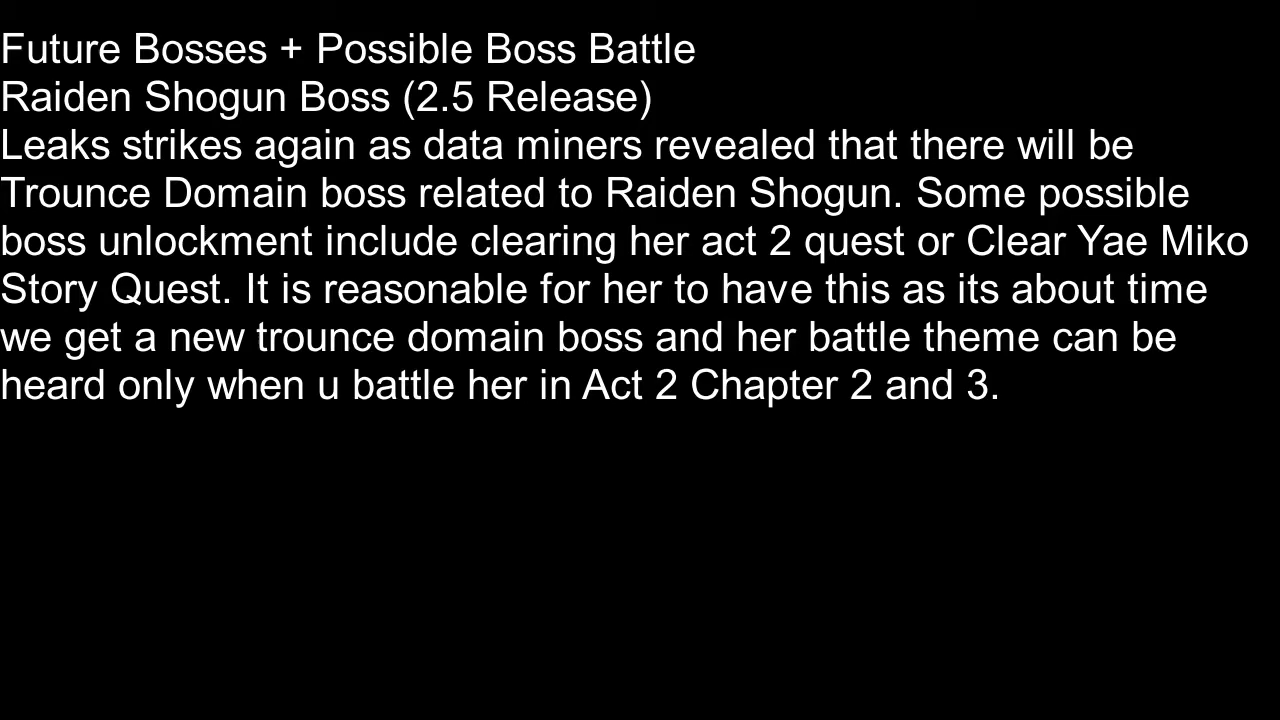 Future Bosses + Possible Boss Battle
Raiden Shogun Boss (2.5 Release)
Leaks strikes again as data miners revealed that there will be
Trounce Domain boss related to Raiden Shogun. Some possible
boss unlockment include clearing her act 2 quest or Clear Yae Miko
Story Quest. It is reasonable for her to have this as its about time
we get a new trounce domain boss and her battle theme can be
heard only when u battle her in Act 2 Chapter 2 and 3.